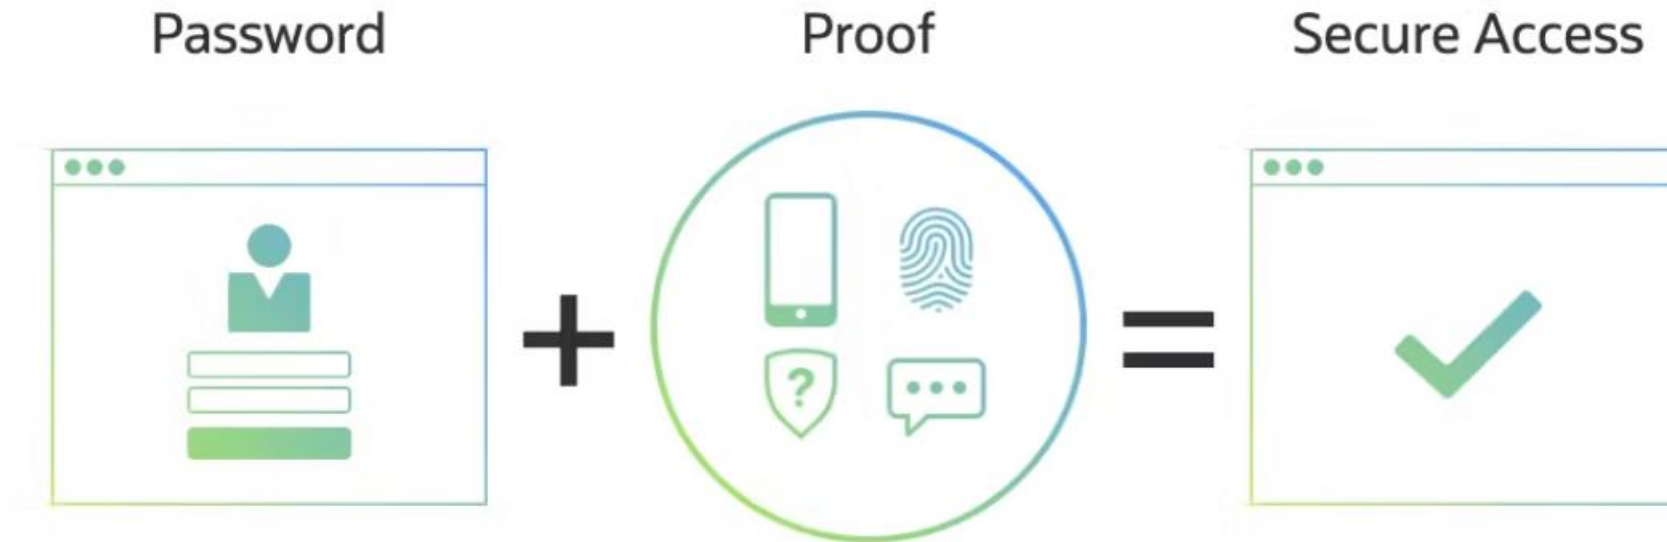 Password
Proof
Secure Access
+
=
?